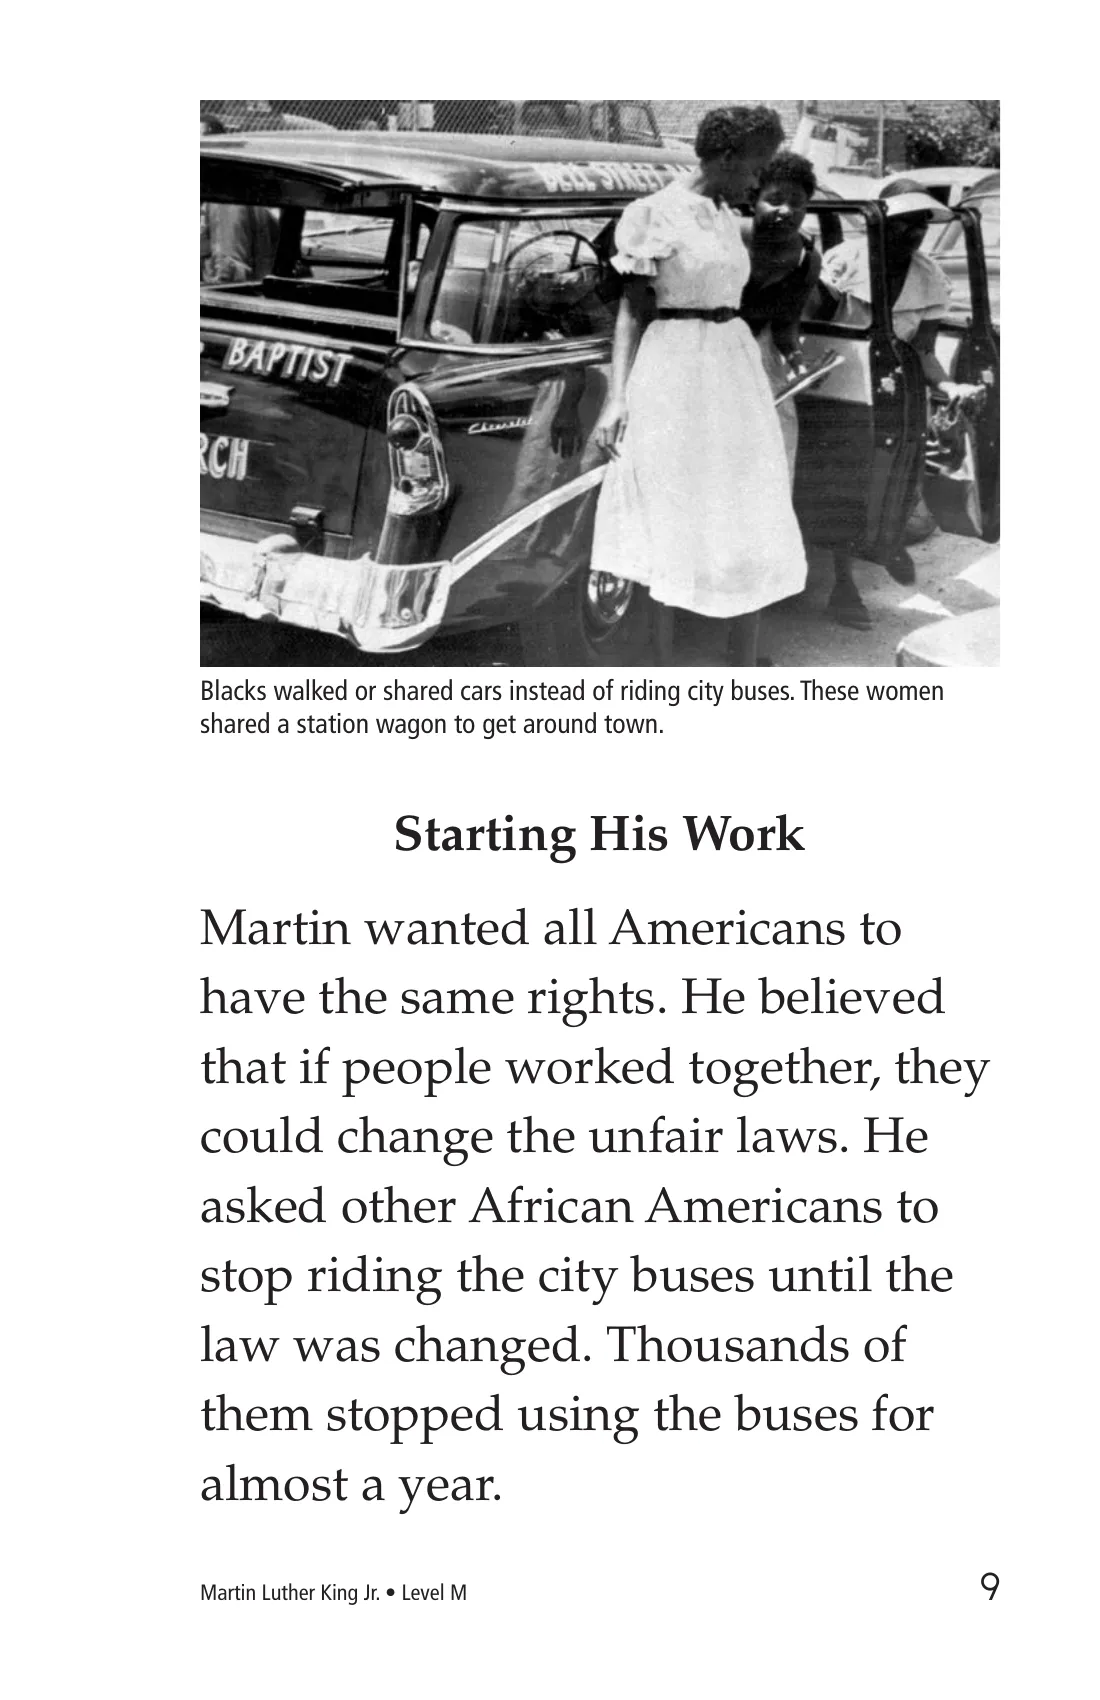 BELL STREET
BAPTIST
Chevrolet
RCH
Blacks walked or shared cars instead of riding city buses. These women
shared a station wagon to get around town.
Starting His Work
Martin wanted all Americans to
have the same rights. He believed
that if people worked together, they
could change the unfair laws. He
asked other African Americans to
stop riding the city buses until the
law was changed. Thousands of
them stopped using the buses for
almost a year.
Martin Luther King Jr. • Level M
9